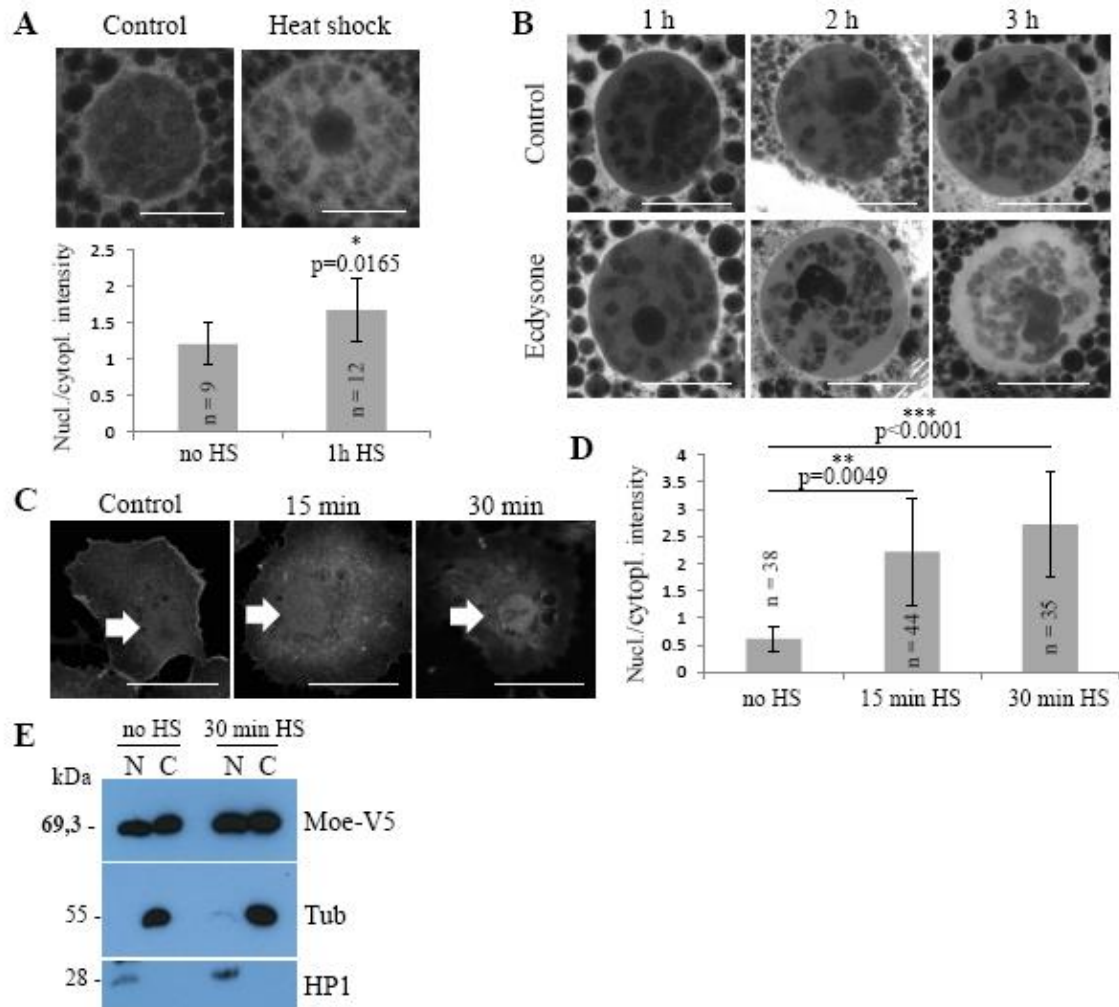 A
Control Heat shock
Nucl./cytopl. intensity
2.5
2
1.5
1
0.5
0
*
p=0.0165
n = 9
n = 12
no HS 1h HS
B
1 h 2 h 3 h
Control
Ecdysone
C
Control 15 min 30 min
D
Nucl./cytopl. intensity
4
3.5
3
2.5
2
1.5
1
0.5
0
***
p<0.0001
**
p=0.0049
n = 38
n = 44
n = 35
no HS 15 min HS 30 min HS
E
no HS 30 min HS
N C N C
kDa
69,3 - Moe-V5
55 - Tub
28 - HP1